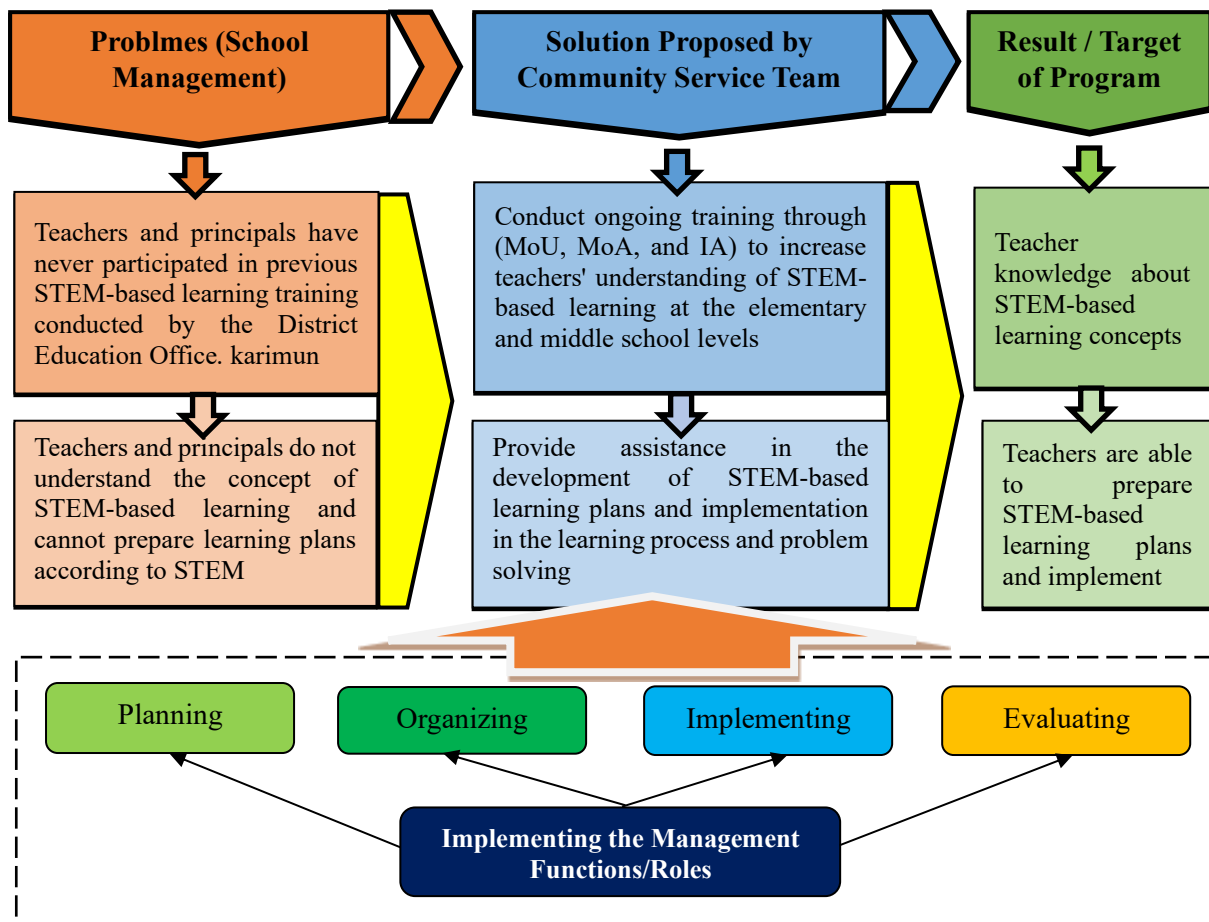 Problmes (School
Management)
Solution Proposed by
Community Service Team
Result / Target
of Program
Teachers and principals have
never participated in previous
STEM-based learning training
conducted by the District
Education Office. karimun
Conduct ongoing training through
(MoU, MoA, and IA) to increase
teachers' understanding of STEM-
based learning at the elementary
and middle school levels
Teacher
knowledge about
STEM-based
learning concepts
Teachers and principals do not
understand the concept of
STEM-based learning and
cannot prepare learning plans
according to STEM
Provide assistance in the
development of STEM-based
learning plans and implementation
in the learning process and problem
solving
Teachers are able
to prepare
STEM-based
learning plans
and implement
Planning
Organizing
Implementing
Evaluating
Implementing the Management
Functions/Roles